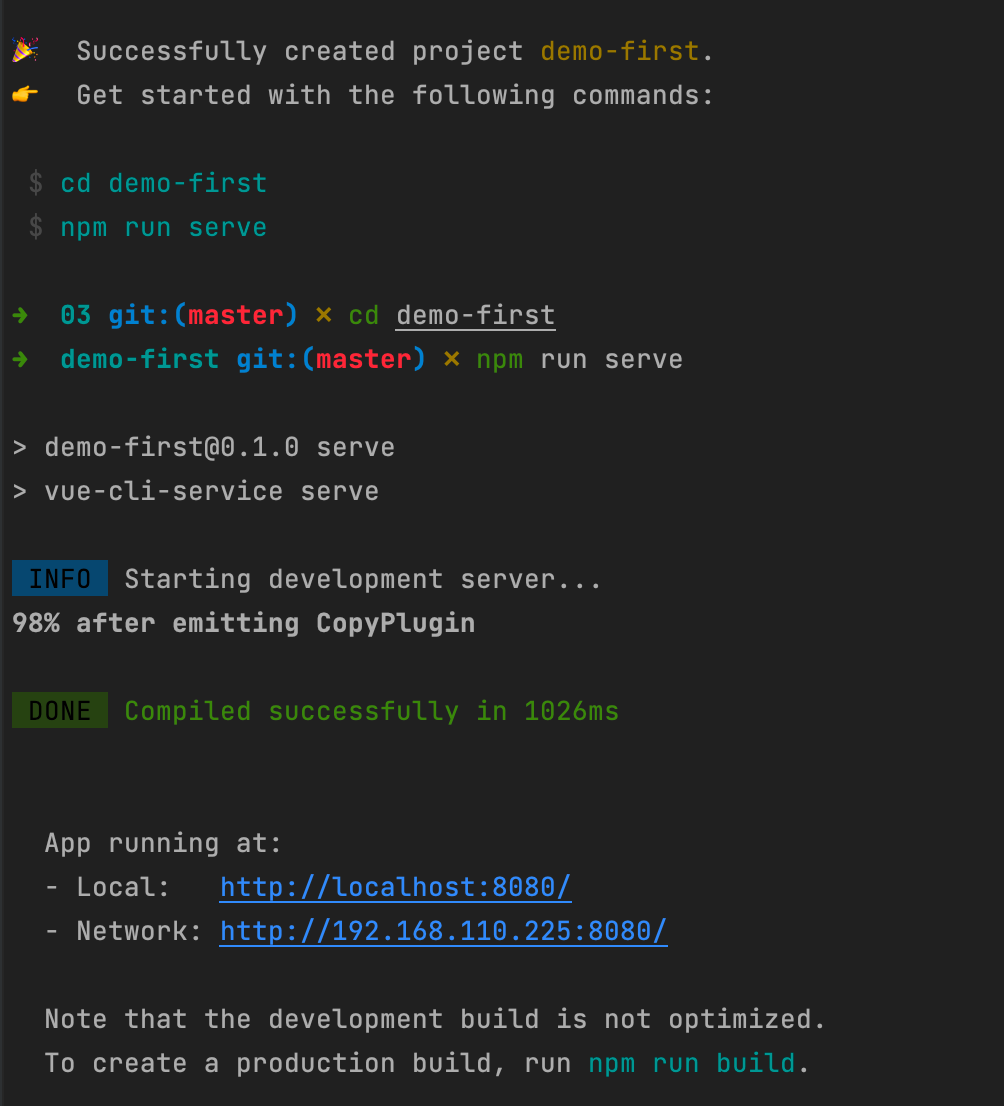 🎉  Successfully created project demo-first.
👉  Get started with the following commands:
$ cd demo-first
$ npm run serve
➜  03 git:(master) ✗ cd demo-first
➜  demo-first git:(master) ✗ npm run serve
> demo-first@0.1.0 serve
> vue-cli-service serve
INFO  Starting development server...
98% after emitting CopyPlugin
DONE  Compiled successfully in 1026ms
App running at:
- Local:   http://localhost:8080/
- Network: http://192.168.110.225:8080/
Note that the development build is not optimized.
To create a production build, run npm run build.